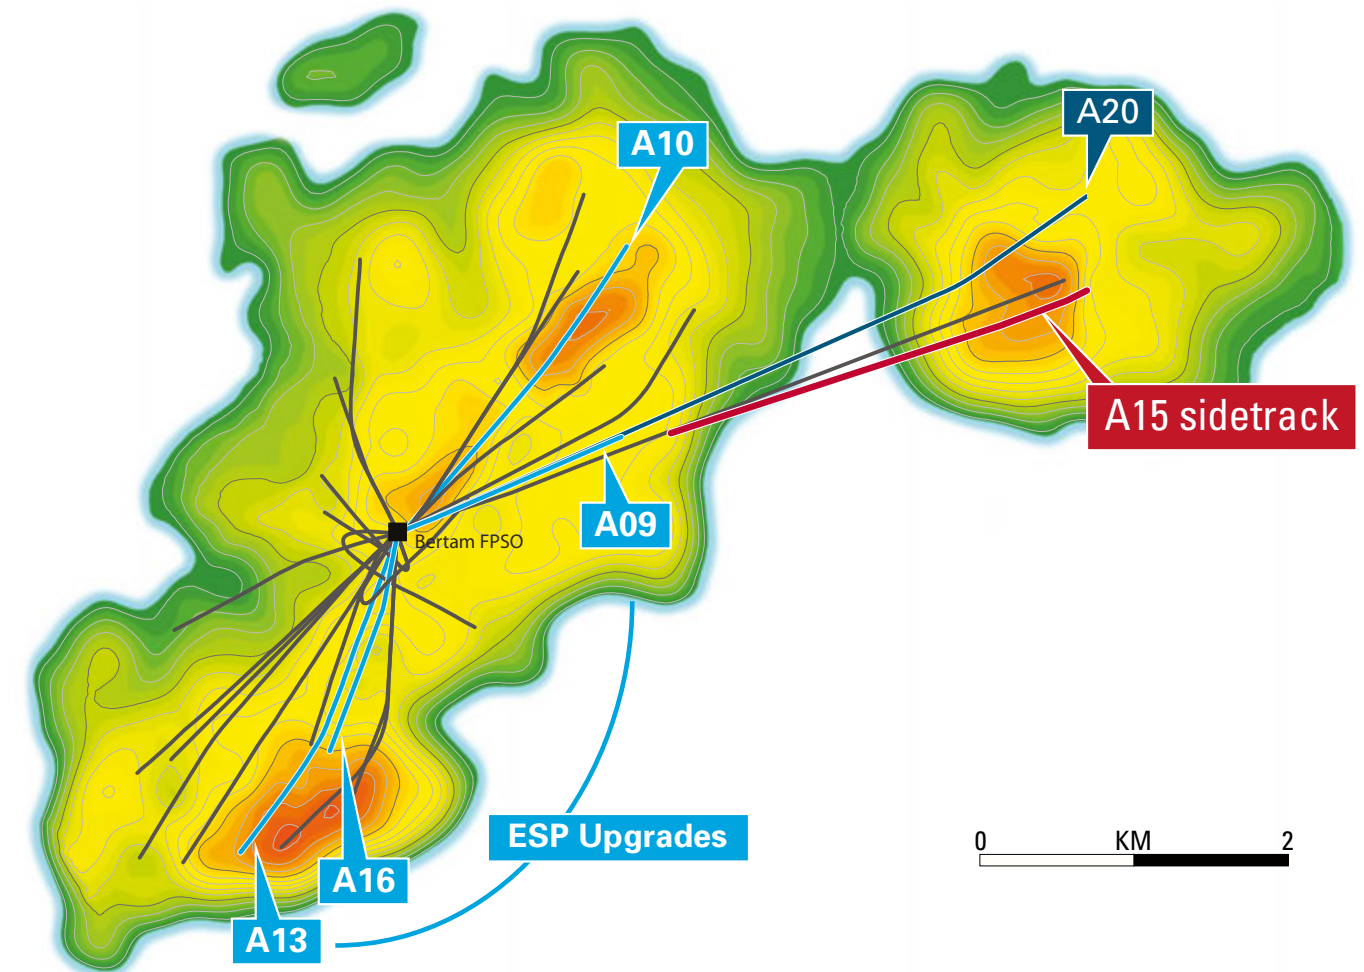 A20
A10
A15 sidetrack
A09
Bertam FPSO
ESP Upgrades
0 KM 2
A16
A13